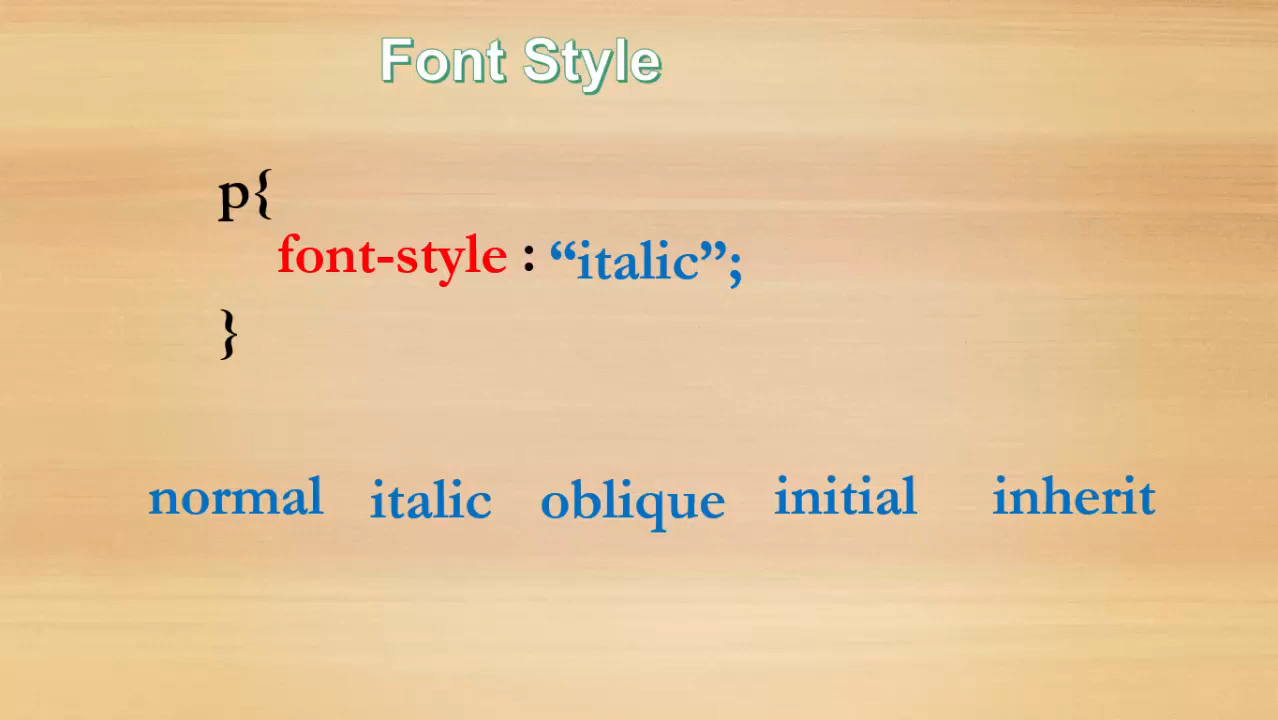 Font Style
p{
font-style : “italic”;
}
normal italic oblique initial inherit